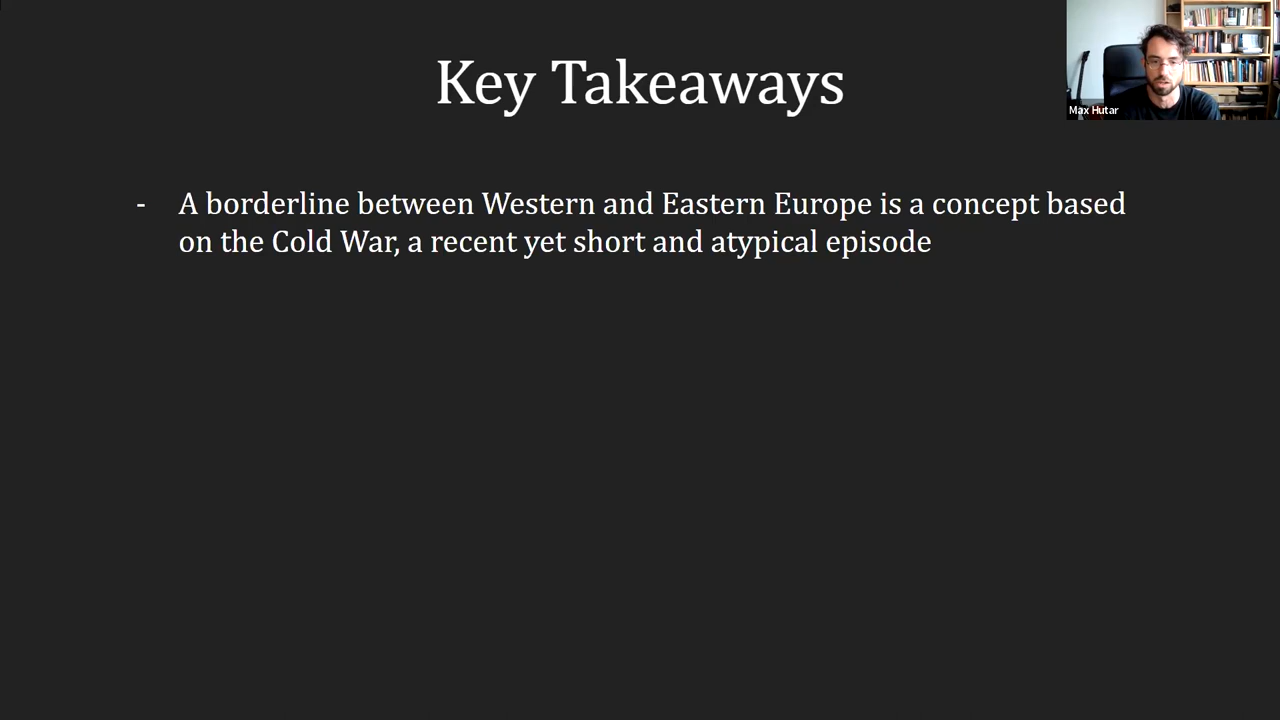 Key Takeaways
Max Hutar
- A borderline between Western and Eastern Europe is a concept based
on the Cold War, a recent yet short and atypical episode